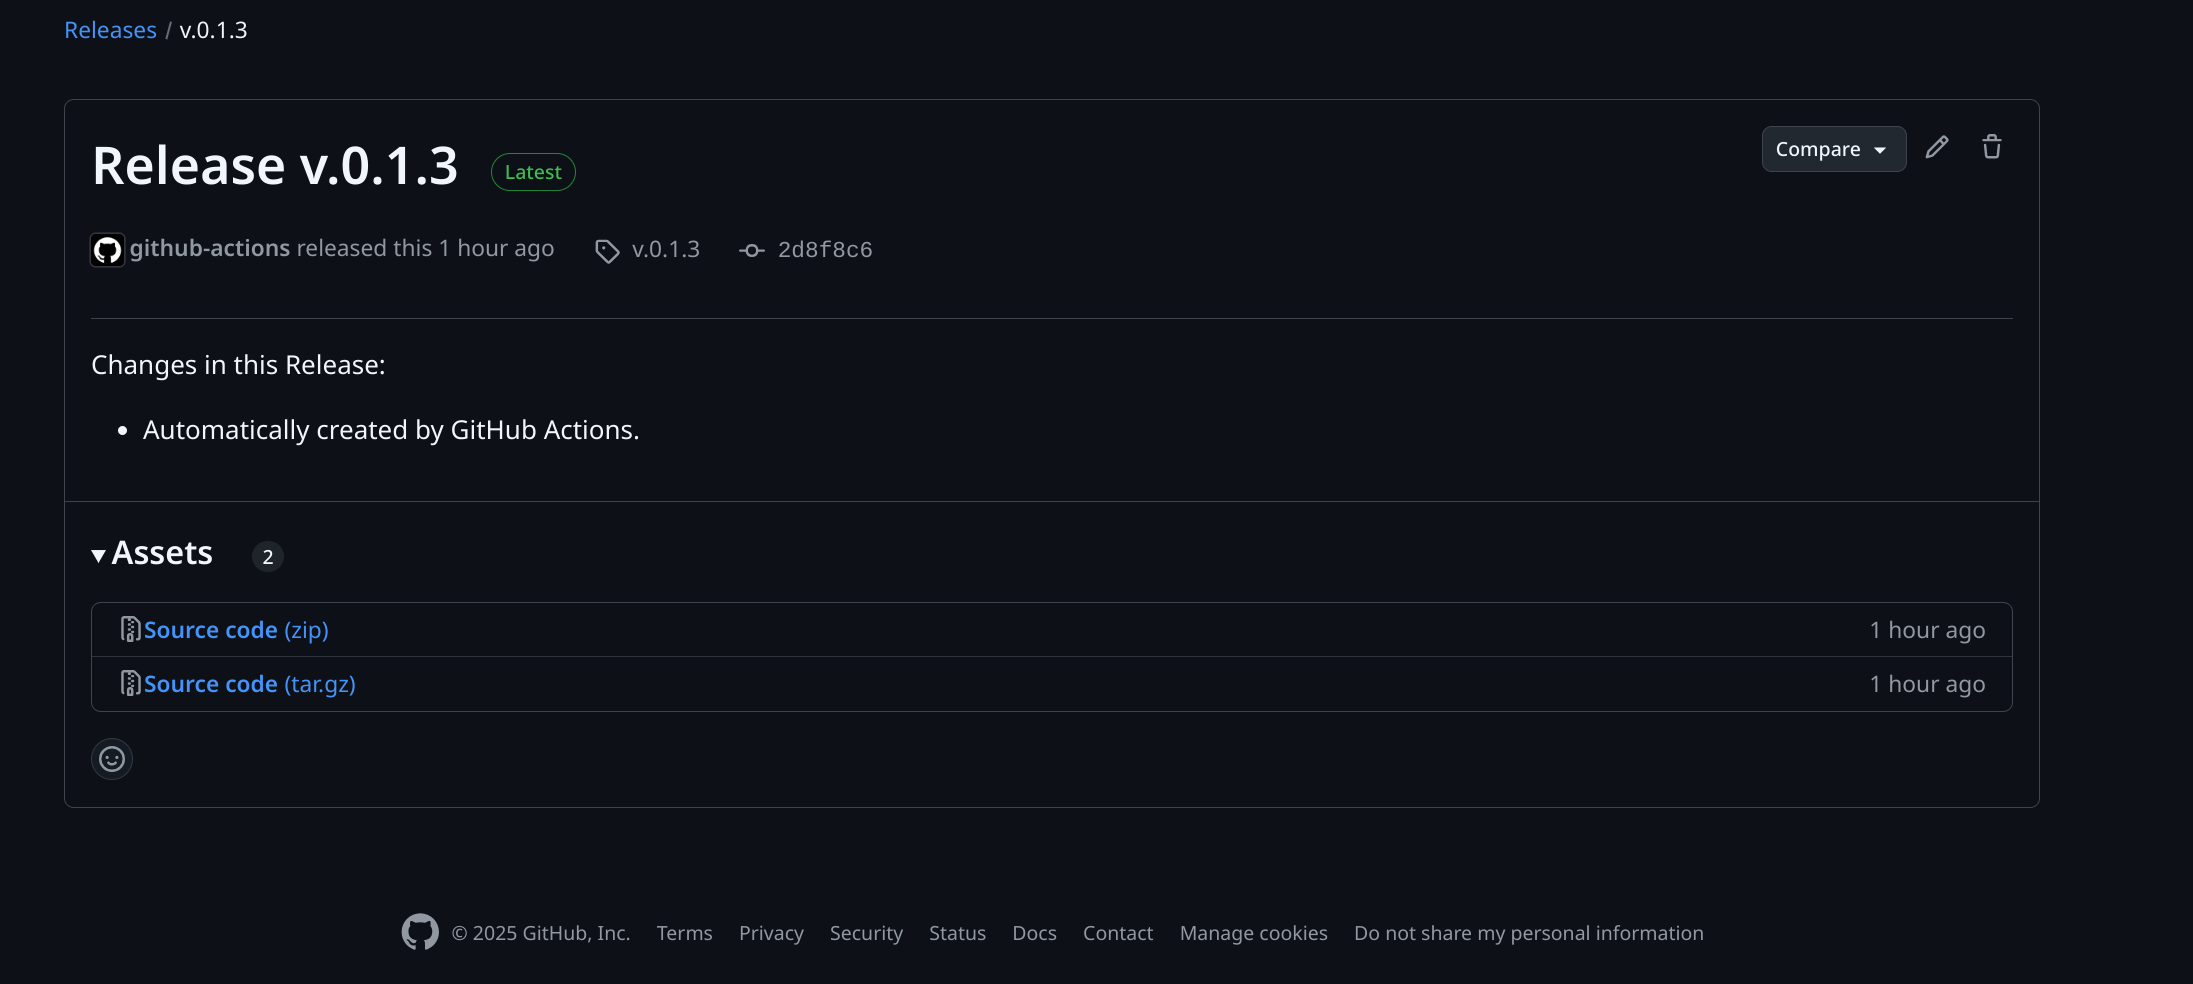 Releases / v.0.1.3
Release v.0.1.3 Latest
Compare
github-actions released this 1 hour ago v.0.1.3 2d8f8c6
Changes in this Release:
• Automatically created by GitHub Actions.
Assets 2
Source code (zip) 1 hour ago
Source code (tar.gz) 1 hour ago
© 2025 GitHub, Inc. Terms Privacy Security Status Docs Contact Manage cookies Do not share my personal information